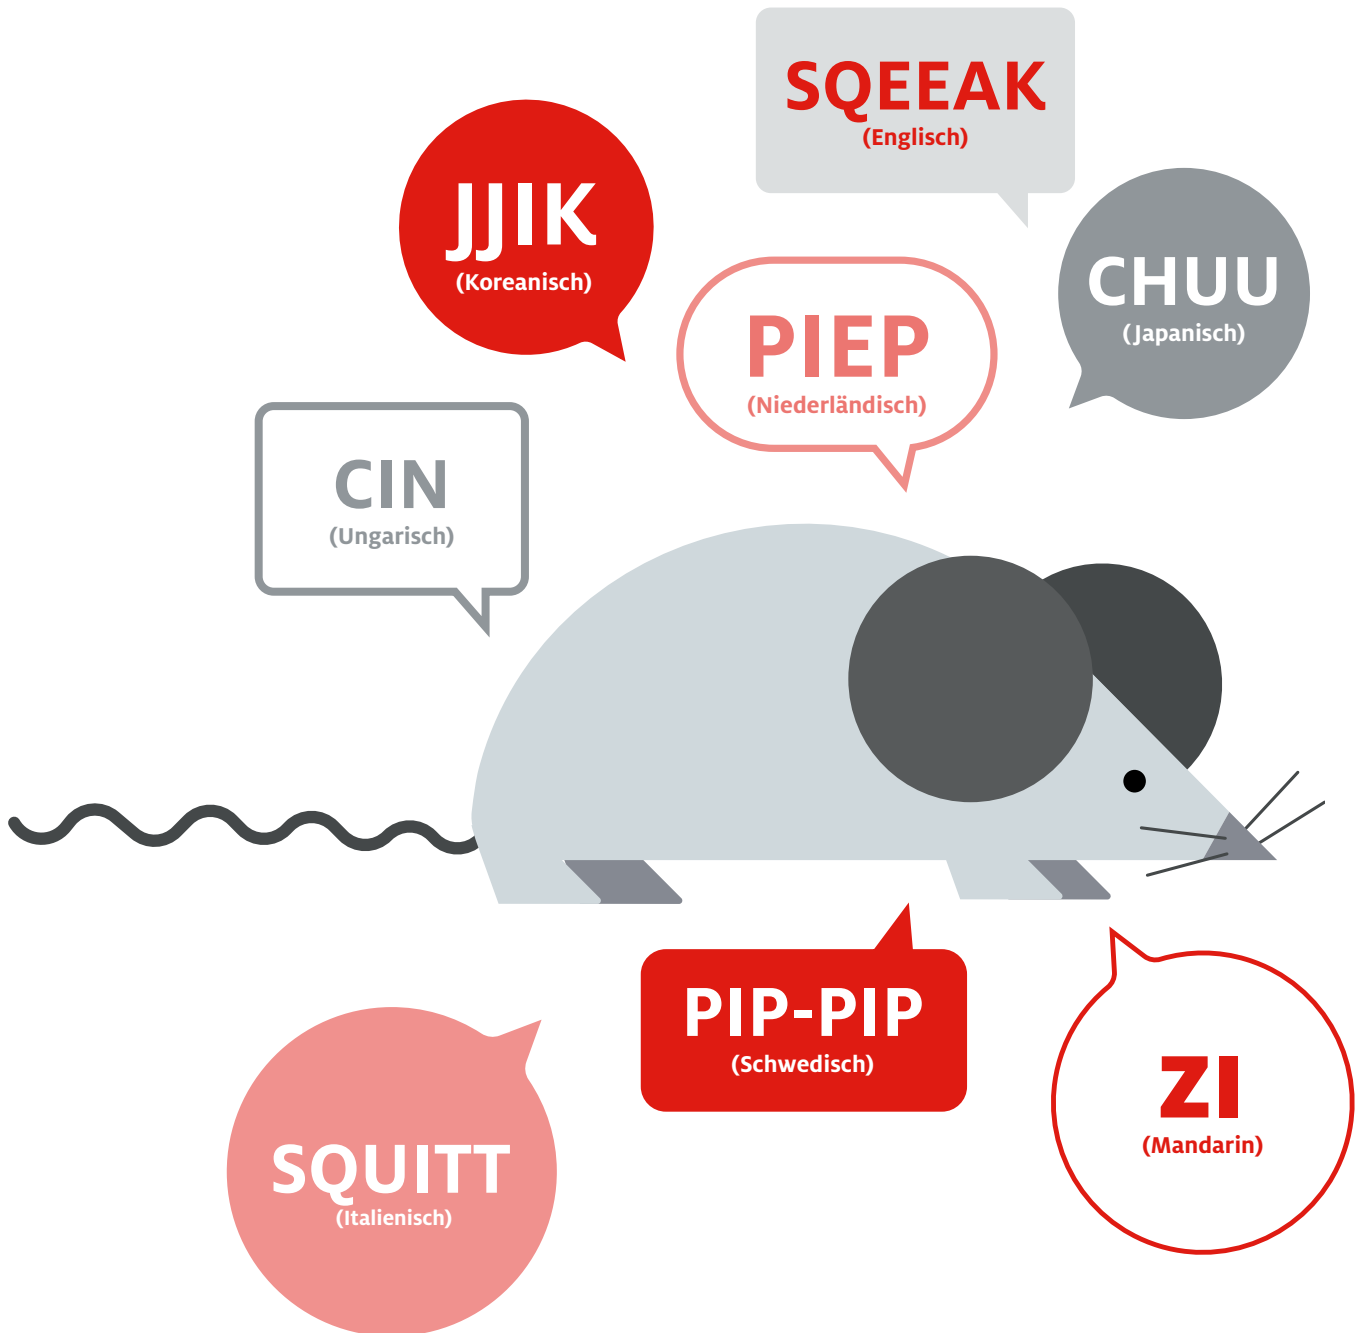 SQEEAK
(Englisch)
JJIK
(Koreanisch)
CHUU
(Japanisch)
PIEP
(Niederländisch)
CIN
(Ungarisch)
PIP-PIP
(Schwedisch)
ZI
(Mandarin)
SQUITT
(Italienisch)